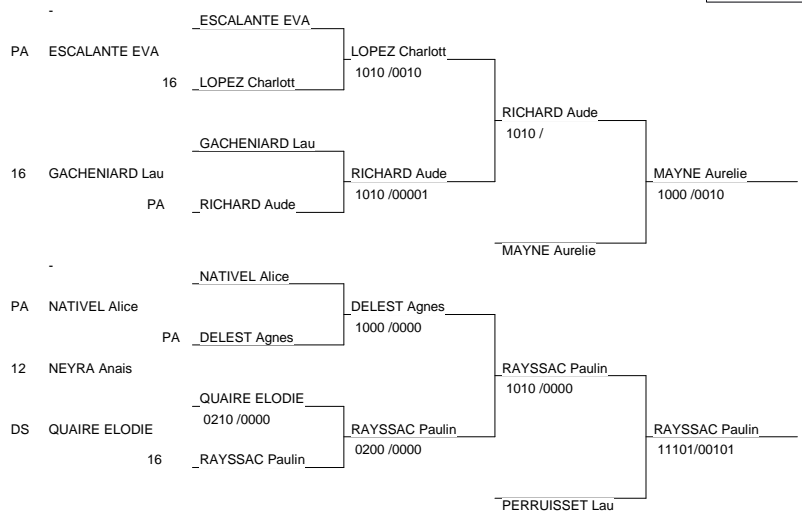 -
ESCALANTE EVA
PA ESCALANTE EVA
LOPEZ Charlott
1010 /0010
16 LOPEZ Charlott
RICHARD Aude
1010 /
GACHENIARD Lau
16 GACHENIARD Lau
RICHARD Aude
1010 /00001
MAYNE Aurelie
1000 /0010
PA RICHARD Aude
MAYNE Aurelie
-
NATIVEL Alice
PA NATIVEL Alice
DELEST Agnes
1000 /0000
PA DELEST Agnes
12 NEYRA Anais
RAYSSAC Paulin
1010 /0000
QUAIRE ELODIE
0210 /0000
DS QUAIRE ELODIE
RAYSSAC Paulin
0200 /0000
RAYSSAC Paulin
11101/00101
16 RAYSSAC Paulin
PERRUISSET Lau